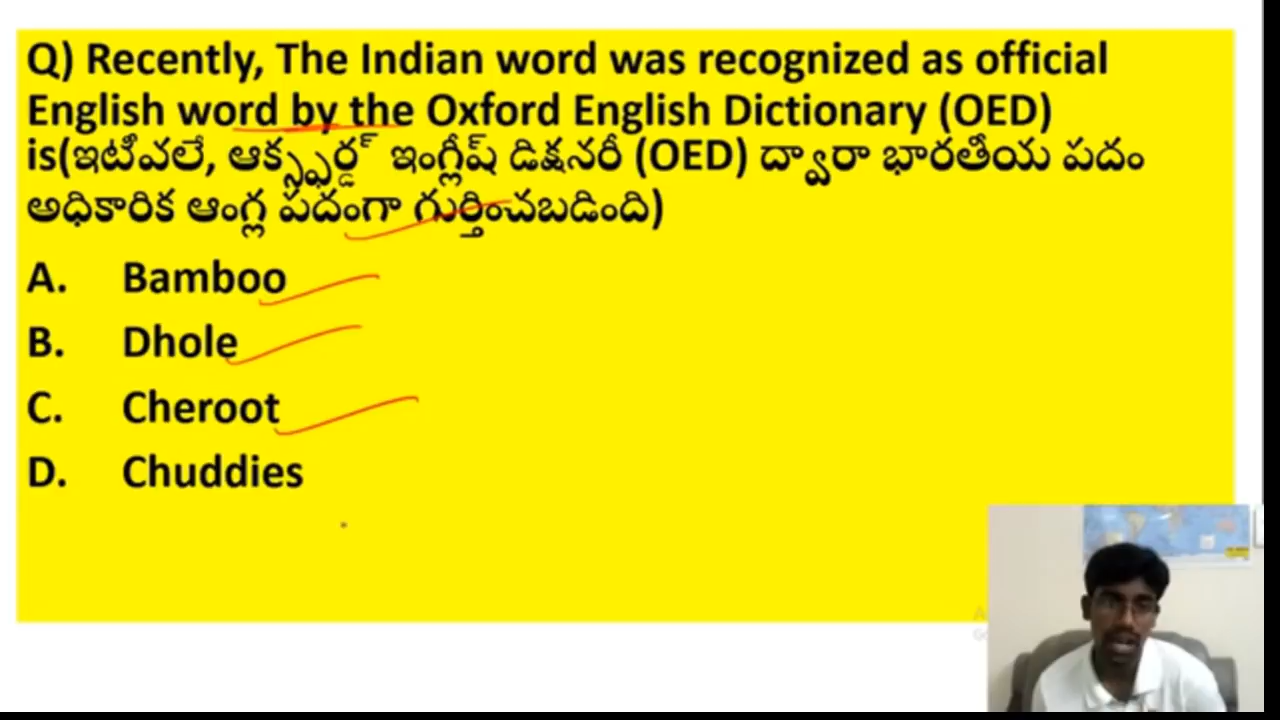 Q) Recently, The Indian word was recognized as official
English word by the Oxford English Dictionary (OED)
is(ఇటీవలే, ఆక్స్ఫర్డ్ ఇంగ్లీష్ డిక్షనరీ (OED) ద్వారా భారతీయ పదం
అధికారిక ఆంగ్ల పదంగా గుర్తించబడింది)
A. Bamboo
B. Dhole
C. Cheroot
D. Chuddies